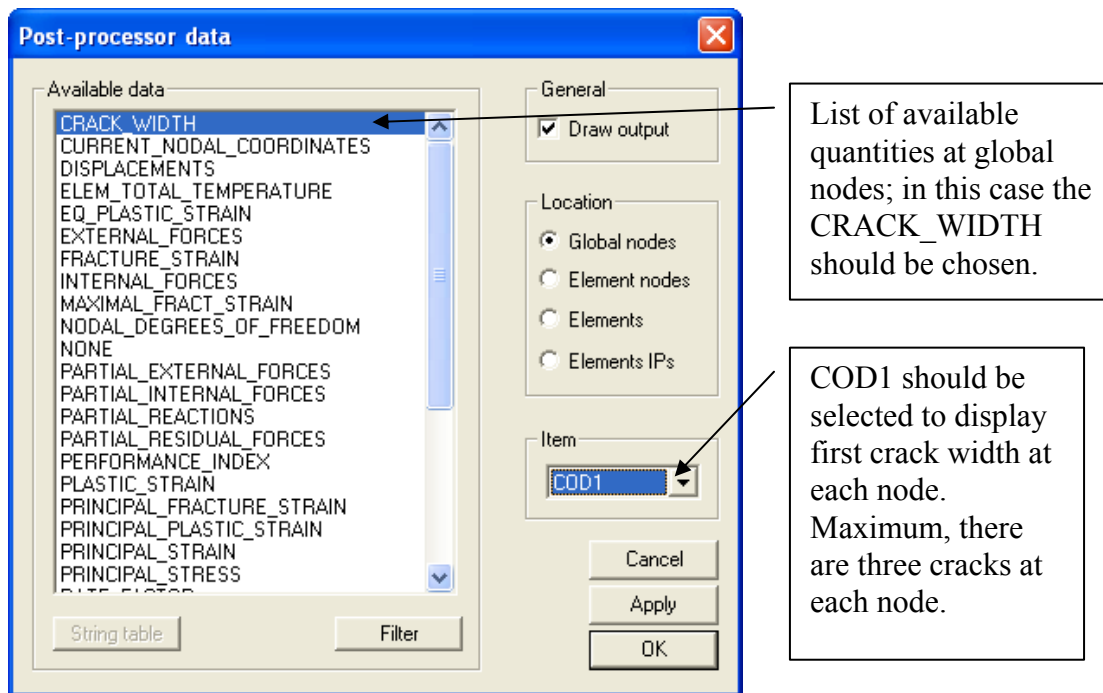 Post-processor data
Available data
CRACK_WIDTH
CURRENT_NODAL_COORDINATES
DISPLACEMENTS
ELEM_TOTAL_TEMPERATURE
EQ_PLASTIC_STRAIN
EXTERNAL_FORCES
FRACTURE_STRAIN
INTERNAL_FORCES
MAXIMAL_FRACT_STRAIN
NODAL_DEGREES_OF_FREEDOM
NONE
PARTIAL_EXTERNAL_FORCES
PARTIAL_INTERNAL_FORCES
PARTIAL_REACTIONS
PARTIAL_RESIDUAL_FORCES
PERFORMANCE_INDEX
PLASTIC_STRAIN
PRINCIPAL_FRACTURE_STRAIN
PRINCIPAL_PLASTIC_STRAIN
PRINCIPAL_STRAIN
PRINCIPAL_STRESS
String table
Filter
General
Draw output
Location
Global nodes
Element nodes
Elements
Elements IPs
Item
COD1
Cancel
Apply
OK
List of available
quantities at global
nodes; in this case the
CRACK_WIDTH
should be chosen.
COD1 should be
selected to display
first crack width at
each node.
Maximum, there
are three cracks at
each node.